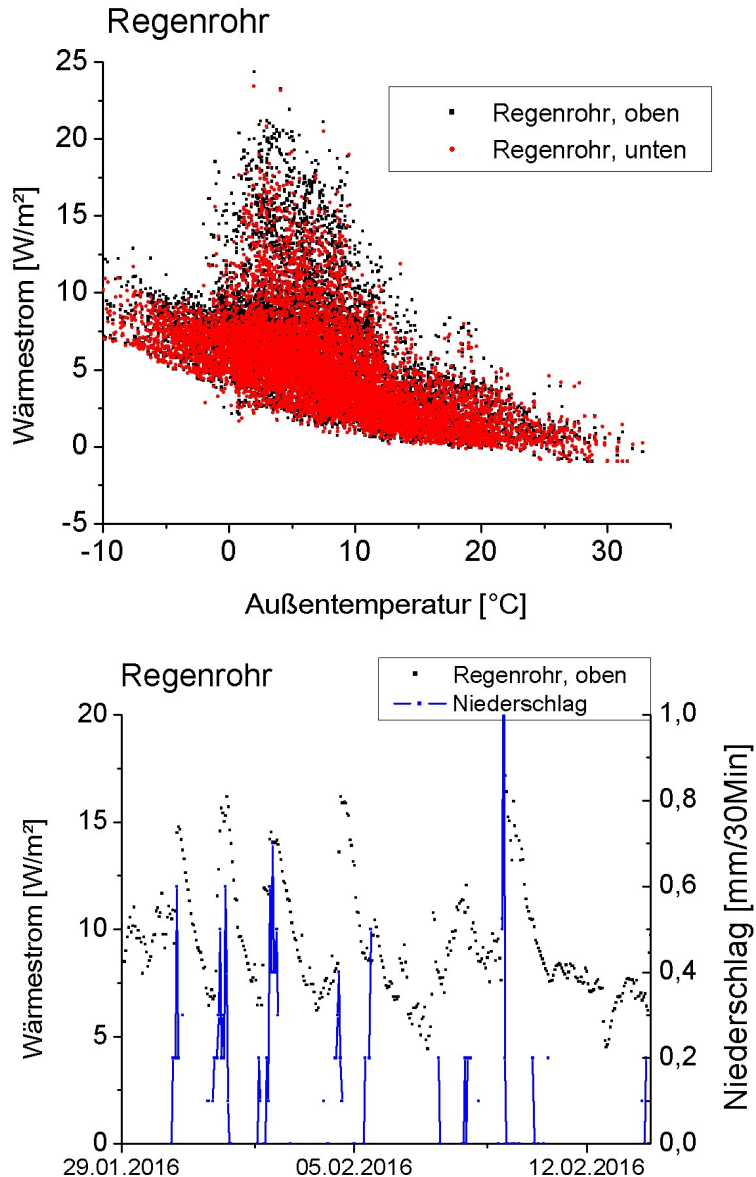 Regenrohr
25
20
15
10
5
0
-5
Wärmestrom [W/m²]
Regenrohr, oben
Regenrohr, unten
-10
0
10
20
30
Außentemperatur [°C]
Regenrohr
Regenrohr, oben
Niederschlag
20
15
10
5
0
Wärmestrom [W/m²]
1,0
0,8
0,6
0,4
0,2
0,0
Niederschlag [mm/30Min]
29.01.2016
05.02.2016
12.02.2016